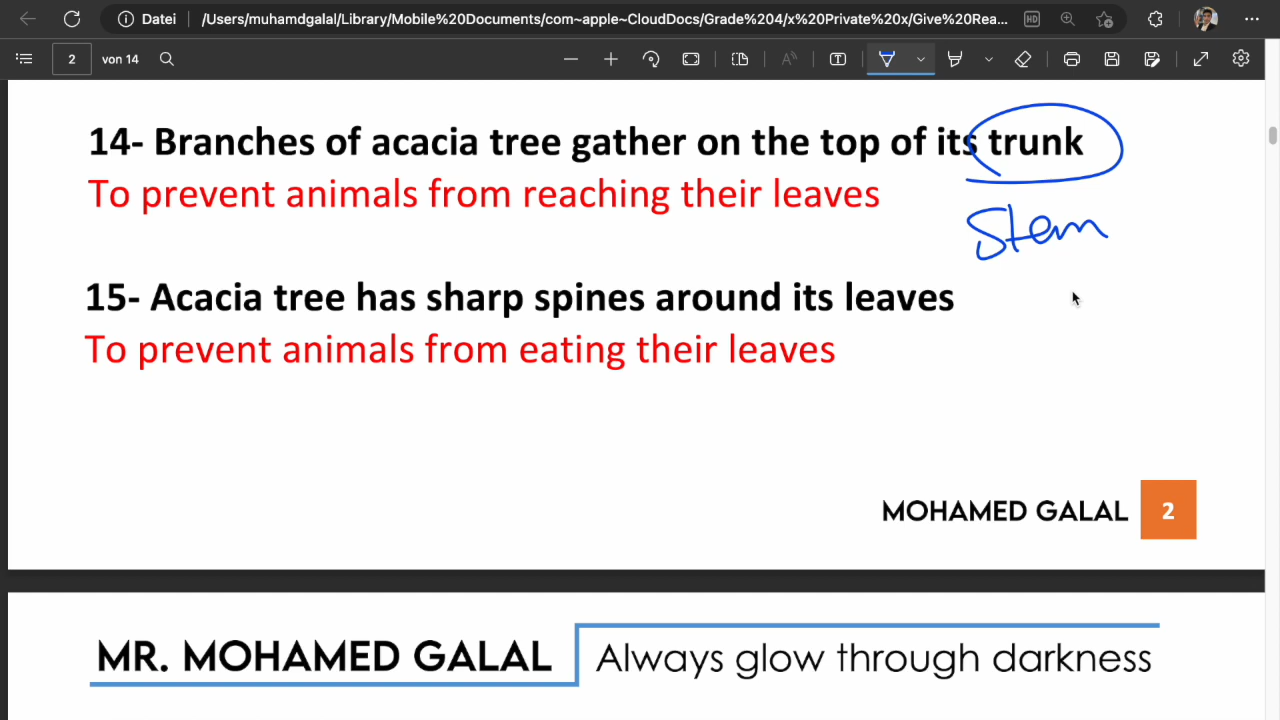 Datei /Users/muhamdgalal/Library/Mobile%20Documents/com~apple~CloudDocs/Grade%204/x%20Private%20x/Give%20Rea... HD
2 von 14
14- Branches of acacia tree gather on the top of its trunk
To prevent animals from reaching their leaves
Stem
15- Acacia tree has sharp spines around its leaves
To prevent animals from eating their leaves
MOHAMED GALAL 2
MR. MOHAMED GALAL Always glow through darkness